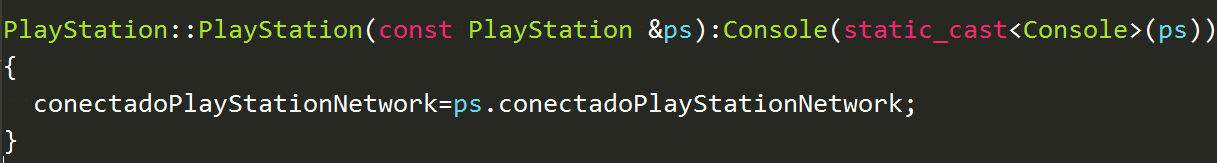 PlayStation::PlayStation(const PlayStation &ps):Console(static_cast<Console>(ps))
{
  conectadoPlayStationNetwork=ps.conectadoPlayStationNetwork;
}